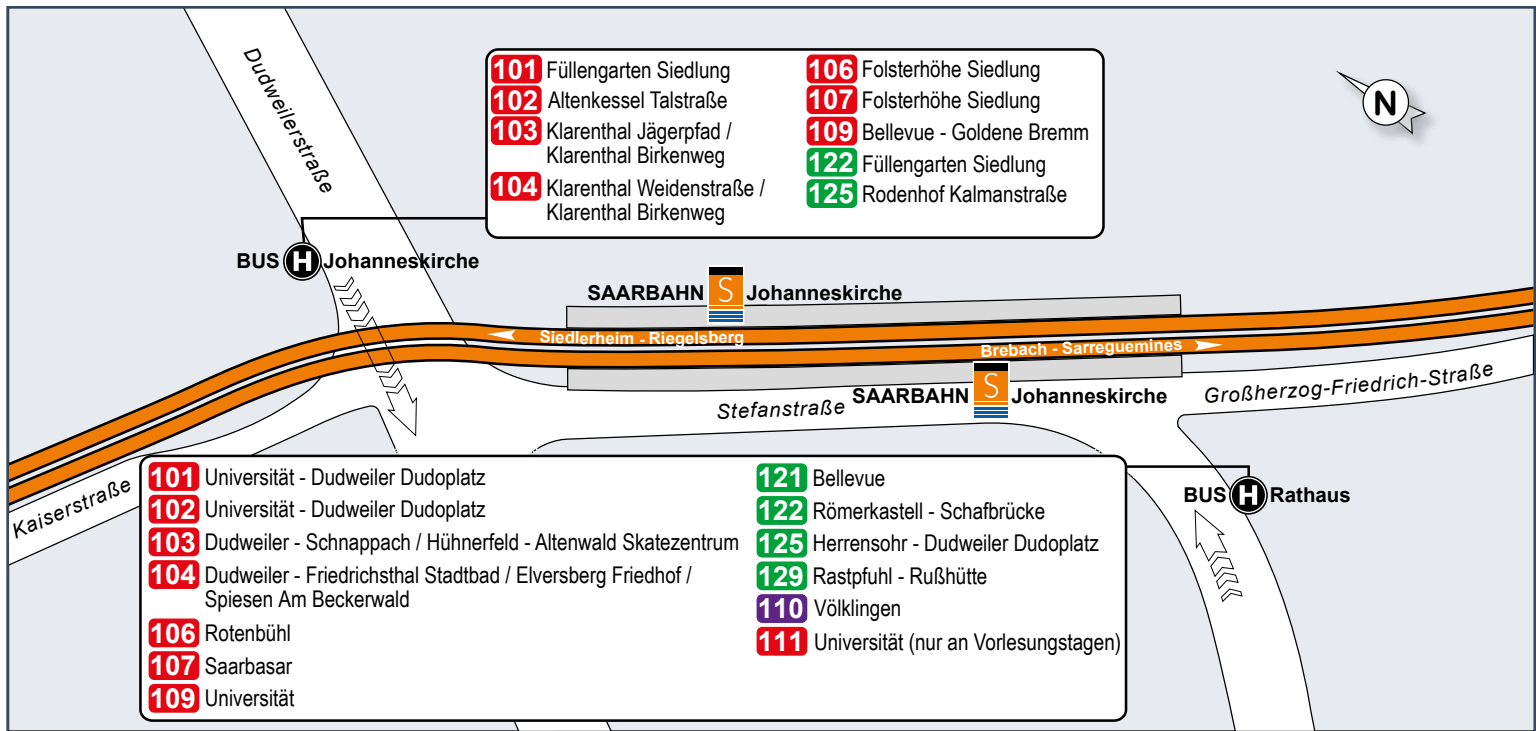 Dudweilerstraße
101 Füllengarten Siedlung
102 Altenkessel Talstraße
103 Klarenthal Jägerpfad /
Klarenthal Birkenweg
104 Klarenthal Weidenstraße /
Klarenthal Birkenweg
106 Folsterhöhe Siedlung
107 Folsterhöhe Siedlung
109 Bellevue - Goldene Bremm
122 Füllengarten Siedlung
125 Rodenhof Kalmanstraße
N
BUS H Johanneskirche
SAARBAHN S Johanneskirche
Siedlerheim - Riegelsberg
Brebach - Sarreguemines
SAARBAHN S Johanneskirche
Stefanstraße
Großherzog-Friedrich-Straße
Kaiserstraße
BUS H Rathaus
101 Universität - Dudweiler Dudoplatz
102 Universität - Dudweiler Dudoplatz
103 Dudweiler - Schnappach / Hühnerfeld - Altenwald Skatezentrum
104 Dudweiler - Friedrichsthal Stadtbad / Elversberg Friedhof /
Spiesen Am Beckerwald
106 Rotenbühl
107 Saarbasar
109 Universität
121 Bellevue
122 Römerkastell - Schafbrücke
125 Herrensohr - Dudweiler Dudoplatz
129 Rastpfuhl - Rußhütte
110 Völklingen
111 Universität (nur an Vorlesungstagen)